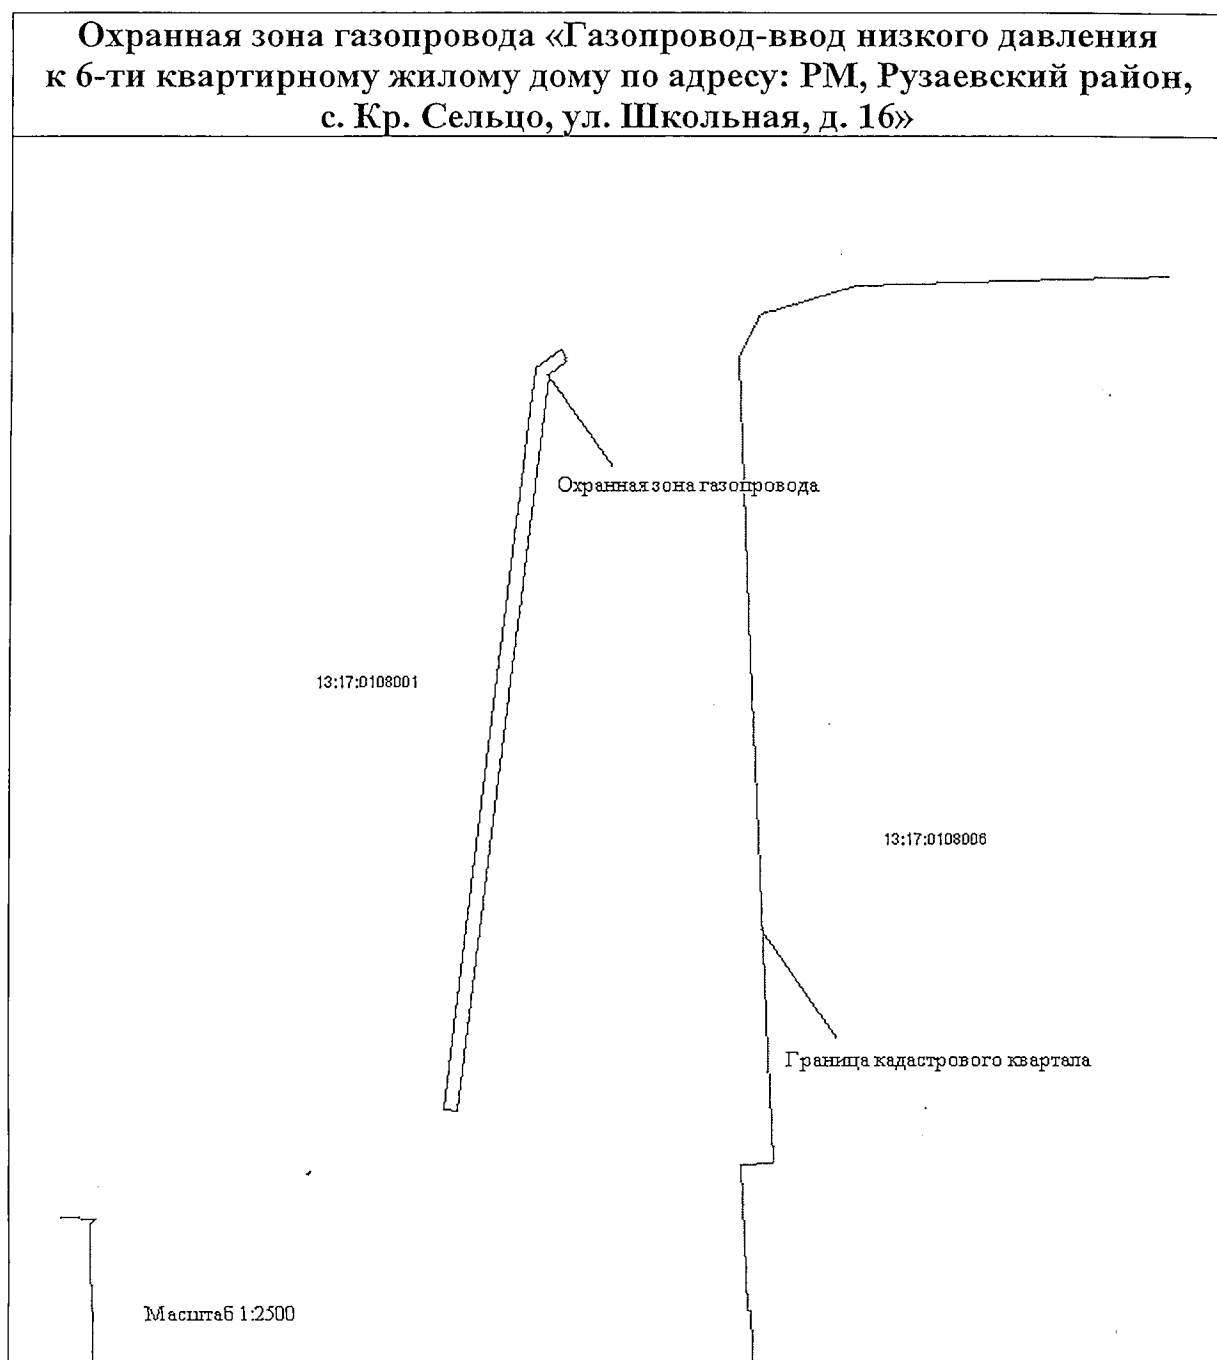 Охранная зона газопровода «Газопровод-ввод низкого давления
к 6-ти квартирному жилому дому по адресу: РМ, Рузаевский район,
с. Кр. Сельцо, ул. Школьная, д. 16»
Охранная зона газопровода
13:17:0108001
13:17:0108006
Граница кадастрового квартала
Масштаб 1:2500